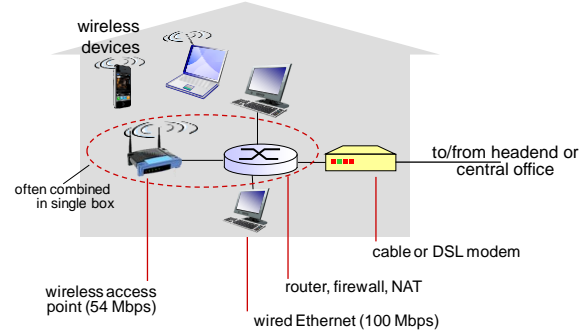 wireless
devices
to/from headend or
central office
often combined
in single box
cable or DSL modem
router, firewall, NAT
wireless access
point (54 Mbps)
wired Ethernet (100 Mbps)